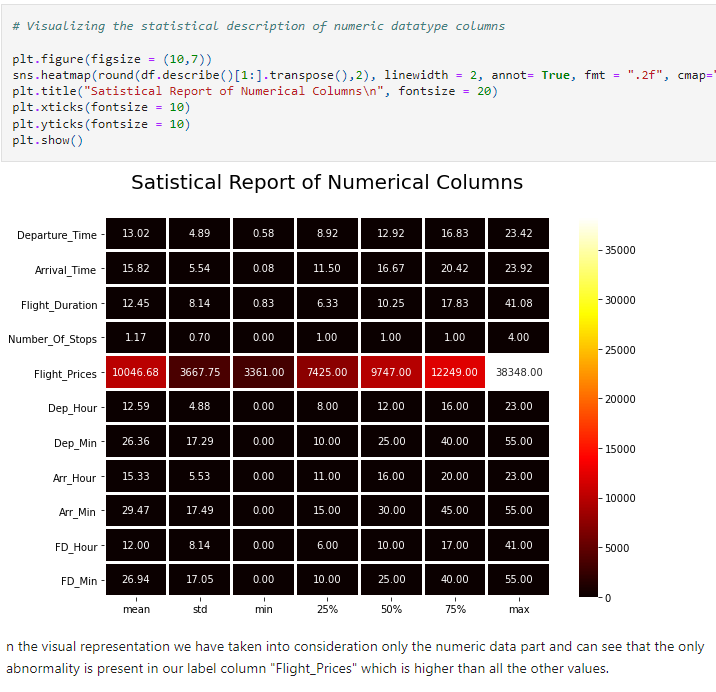 # Visualizing the statistical description of numeric datatype columns
plt.figure(figsize = (10,7))
sns.heatmap(round(df.describe()[1:].transpose(),2), linewidth = 2, annot= True, fmt = ".2f", cmap="
plt.title("Satistical Report of Numerical Columns\n", fontsize = 20)
plt.xticks(fontsize = 10)
plt.yticks(fontsize = 10)
plt.show()
Satistical Report of Numerical Columns
Departure_Time 13.02 4.89 0.58 8.92 12.92 16.83 23.42
Arrival_Time 15.82 5.54 0.08 11.50 16.67 20.42 23.92
Flight_Duration 12.45 8.14 0.83 6.33 10.25 17.83 41.08
Number_Of_Stops 1.17 0.70 0.00 1.00 1.00 1.00 4.00
Flight_Prices 10046.68 3667.75 3361.00 7425.00 9747.00 12249.00 38348.00
Dep_Hour 12.59 4.88 0.00 8.00 12.00 16.00 23.00
Dep_Min 26.36 17.29 0.00 10.00 25.00 40.00 55.00
Arr_Hour 15.33 5.53 0.00 11.00 16.00 20.00 23.00
Arr_Min 29.47 17.49 0.00 15.00 30.00 45.00 55.00
FD_Hour 12.00 8.14 0.00 6.00 10.00 17.00 41.00
FD_Min 26.94 17.05 0.00 10.00 25.00 40.00 55.00
mean std min 25% 50% 75% max
35000
30000
25000
20000
15000
10000
5000
0
n the visual representation we have taken into consideration only the numeric data part and can see that the only
abnormality is present in our label column "Flight_Prices" which is higher than all the other values.